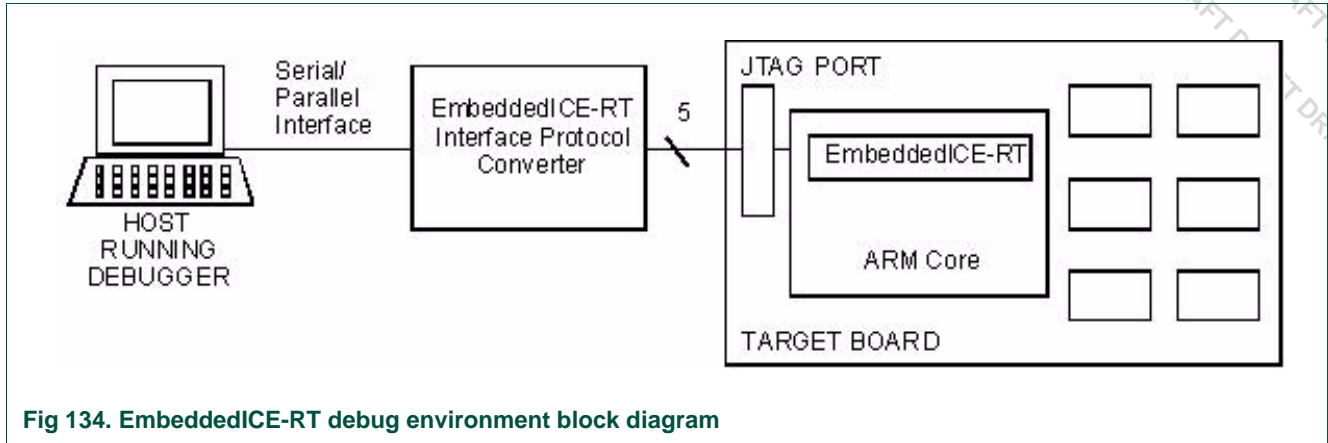 Serial/
Parallel
Interface
HOST
RUNNING
DEBUGGER
EmbeddedICE-RT
Interface Protocol
Converter
5
JTAG PORT
EmbeddedICE-RT
ARM Core
TARGET BOARD
Fig 134. EmbeddedICE-RT debug environment block diagram